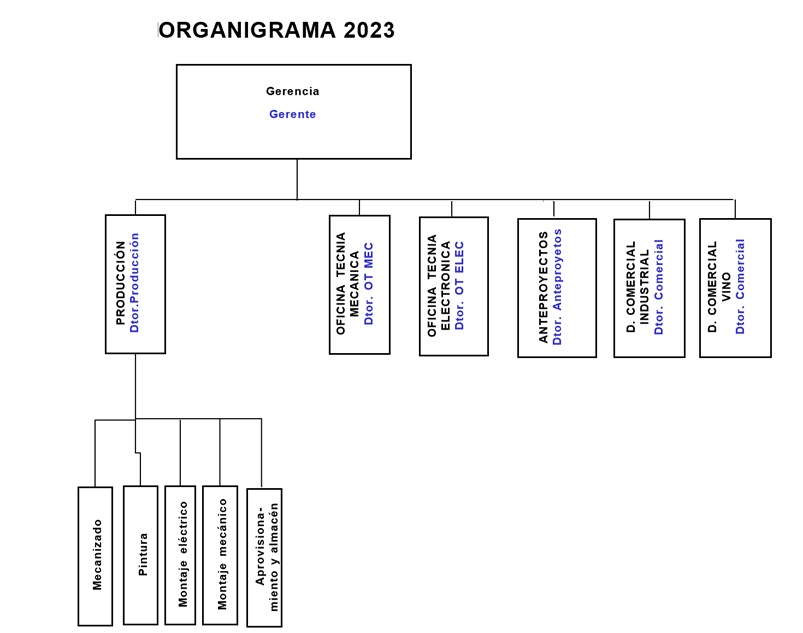 ORGANIGRAMA 2023
Gerencia
Gerente
PRODUCCIÓN
Dtor.Producción
OFICINA TECNIA
MECANICA
Dtor. OT MEC
OFICINA TECNIA
ELECTRONICA
Dtor. OT ELEC
ANTEPROYECTOS
Dtor. Anteproyetos
D. COMERCIAL
INDUSTRIAL
Dtor. Comercial
D. COMERCIAL
VINO
Dtor. Comercial
Mecanizado
Pintura
Montaje eléctrico
Montaje mecánico
Aprovisiona-
miento y almacén